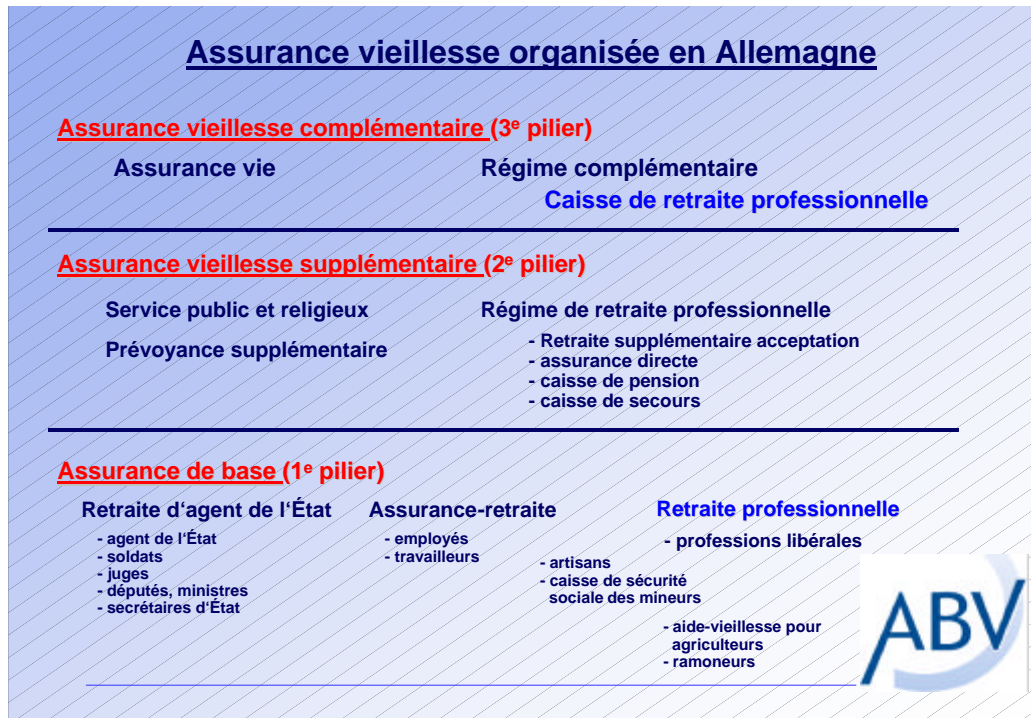 Assurance vieillesse organisée en Allemagne
Assurance vieillesse complémentaire (3e pilier)
Assurance vie
Régime complémentaire
Caisse de retraite professionnelle
Assurance vieillesse supplémentaire (2e pilier)
Service public et religieux
Prévoyance supplémentaire
Régime de retraite professionnelle
- Retraite supplémentaire acceptation
- assurance directe
- caisse de pension
- caisse de secours
Assurance de base (1e pilier)
Retraite d‘agent de l‘État
- agent de l‘État
- soldats
- juges
- députés, ministres
- secrétaires d‘État
Assurance-retraite
- employés
- travailleurs
- artisans
- caisse de sécurité
sociale des mineurs
Retraite professionnelle
- professions libérales
- aide-vieillesse pour
agriculteurs
- ramoneurs
ABV